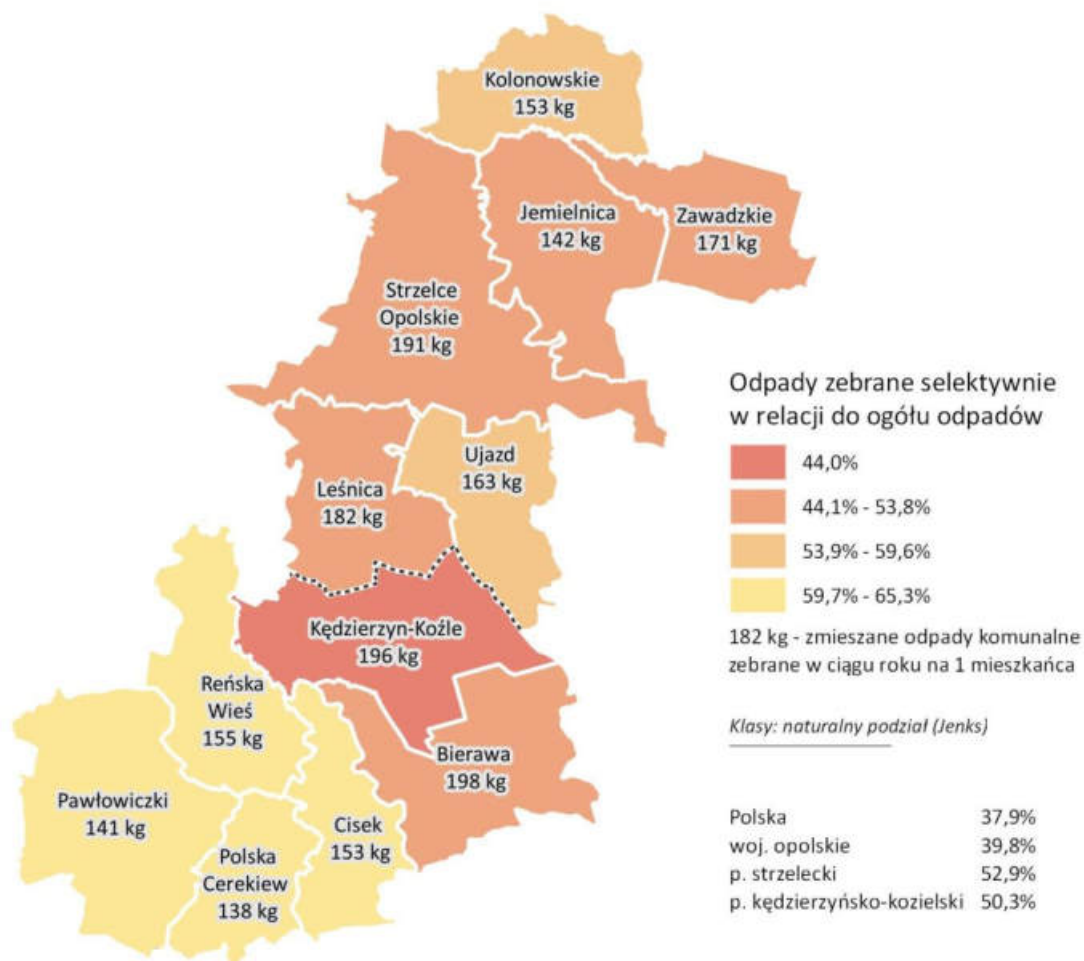 Kolonowskie
153 kg
Jemielnica
142 kg
Zawadzkie
171 kg
Strzelce
Opolskie
191 kg
Ujazd
163 kg
Leśnica
182 kg
Kędzierzyn-Koźle
196 kg
Reńska
Wieś
155 kg
Bierawa
198 kg
Pawłowiczki
141 kg
Cisek
153 kg
Polska
Cerekiew
138 kg
Odpady zebrane selektywnie
w relacji do ogółu odpadów
44,0%
44,1% - 53,8%
53,9% - 59,6%
59,7% - 65,3%
182 kg - zmieszane odpady komunalne
zebrane w ciągu roku na 1 mieszkańca
Klasy: naturalny podział (Jenks)
Polska 37,9%
woj. opolskie 39,8%
p. strzelecki 52,9%
p. kędzierzyńsko-kozielski 50,3%